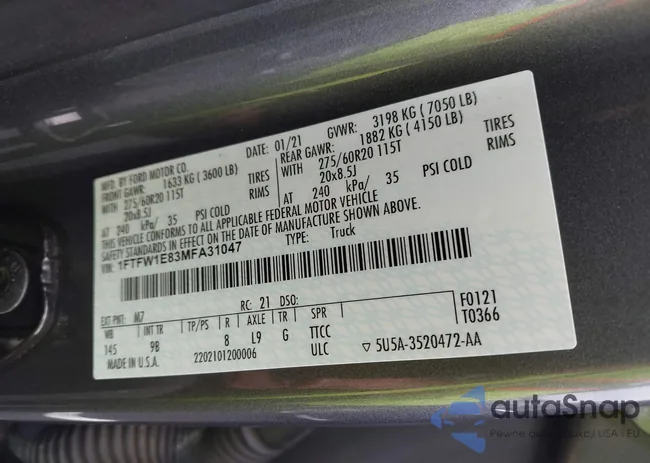 MFD. BY FORD MOTOR CO.
DATE: 01/21 GVWR: 3198 KG ( 7050 LB)
FRONT GAWR: 1633 KG ( 3600 LB)
REAR GAWR: 1882 KG ( 4150 LB)
WITH 275/60R20 115T TIRES
WITH 275/60R20 115T TIRES
20x8.5J RIMS
20x8.5J RIMS
AT 240 kPa/ 35 PSI COLD
AT 240 kPa/ 35 PSI COLD
THIS VEHICLE CONFORMS TO ALL APPLICABLE FEDERAL MOTOR VEHICLE
SAFETY STANDARDS IN EFFECT ON THE DATE OF MANUFACTURE SHOWN ABOVE.
VIN: 1FTFW1E83MFA31047
TYPE: Truck
EXT PNT: M7 RC: 21 DSO: F0121
WB INT TR TP/PS R AXLE TR SPR T0366
145 9B 8 L9 G TTCC
MADE IN U.S.A. 2202101200006 ULC ▽ 5U5A-3520472-AA
autoSnap
Pewne auto z aukcji USA i EU